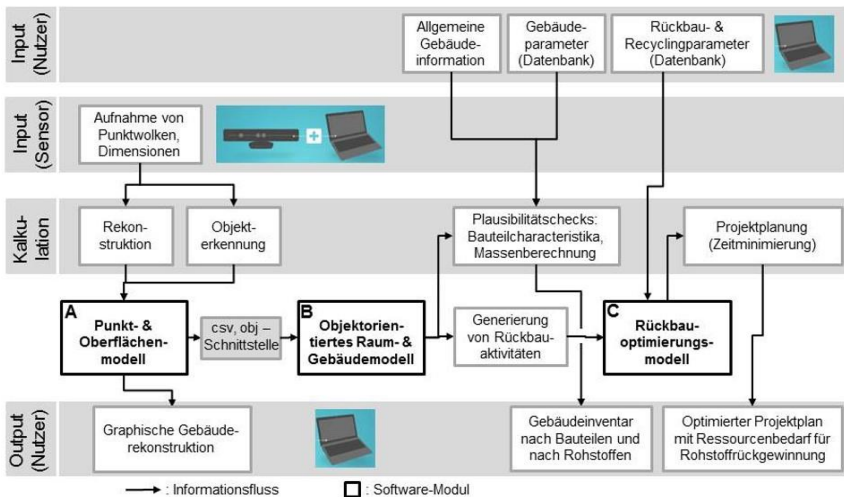 Input
(Nutzer)
Allgemeine
Gebäude-
information
Gebäude-
parameter
(Datenbank)
Rückbau- &
Recyclingparameter
(Datenbank)
Input
(Sensor)
Aufnahme von
Punktwolken,
Dimensionen
Kalku-
lation
Rekon-
struktion
Objekt-
erkennung
Plausibilitätschecks:
Bauteilcharacteristika,
Massenberechnung
Projektplanung
(Zeitminimierung)
A
Punkt- &
Oberflächen-
modell
csv, obj –
Schnittstelle
B
Objektorien-
tiertes Raum- &
Gebäudemodell
Generierung
von Rückbau-
aktivitäten
C
Rückbau-
optimierungs-
modell
Output
(Nutzer)
Graphische Gebäude-
rekonstruktion
Gebäudeinventar
nach Bauteilen und
nach Rohstoffen
Optimierter Projektplan
mit Ressourcenbedarf für
Rohstoffrückgewinnung
: Informationsfluss
: Software-Modul